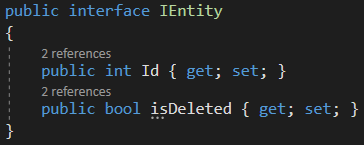 public interface IEntity
{
2 references
public int Id { get; set; }
2 references
public bool isDeleted { get; set; }
}